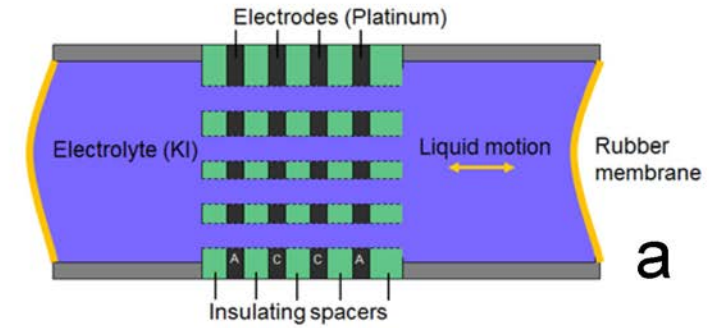 Electrodes (Platinum)
Electrolyte (KI)
Liquid motion
Rubber
membrane
A C C A
a
Insulating spacers